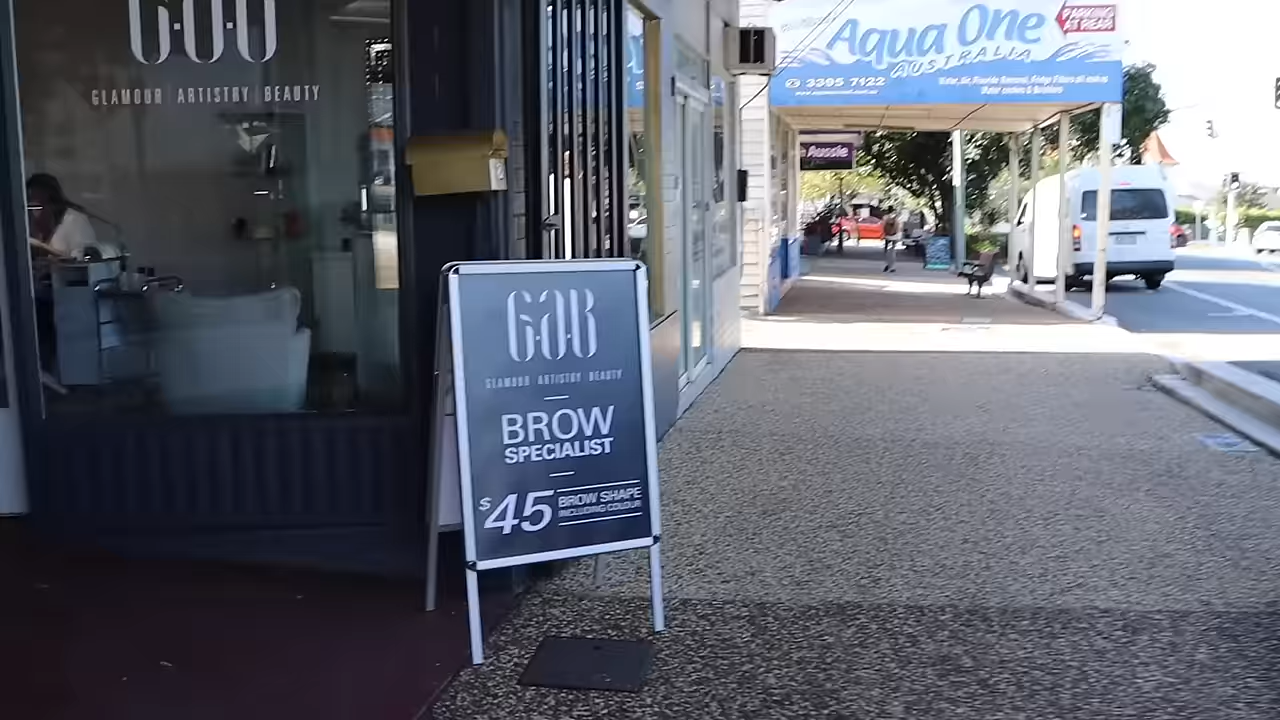 G.A.B
GLAMOUR ARTISTRY BEAUTY
G.A.B
GLAMOUR ARTISTRY BEAUTY
BROW
SPECIALIST
$45
BROW SHAPE
INCLUDING COLOUR
Aqua One
AUSTRALIA
3395 7122
PARKING
AT REAR
Aussie